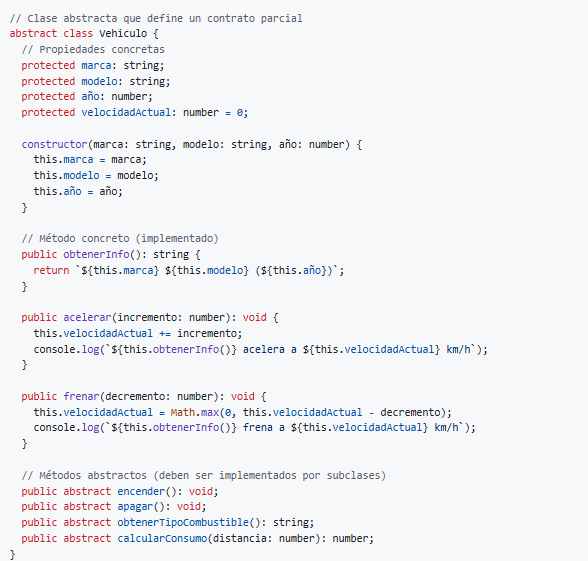 // Clase abstracta que define un contrato parcial
abstract class Vehiculo {
  // Propiedades concretas
  protected marca: string;
  protected modelo: string;
  protected año: number;
  protected velocidadActual: number = 0;

  constructor(marca: string, modelo: string, año: number) {
    this.marca = marca;
    this.modelo = modelo;
    this.año = año;
  }

  // Método concreto (implementado)
  public obtenerInfo(): string {
    return `${this.marca} ${this.modelo} (${this.año})`;
  }

  public acelerar(incremento: number): void {
    this.velocidadActual += incremento;
    console.log(`${this.obtenerInfo()} acelera a ${this.velocidadActual} km/h`);
  }

  public frenar(decremento: number): void {
    this.velocidadActual = Math.max(0, this.velocidadActual - decremento);
    console.log(`${this.obtenerInfo()} frena a ${this.velocidadActual} km/h`);
  }

  // Métodos abstractos (deben ser implementados por subclases)
  public abstract encender(): void;
  public abstract apagar(): void;
  public abstract obtenerTipoCombustible(): string;
  public abstract calcularConsumo(distancia: number): number;
}